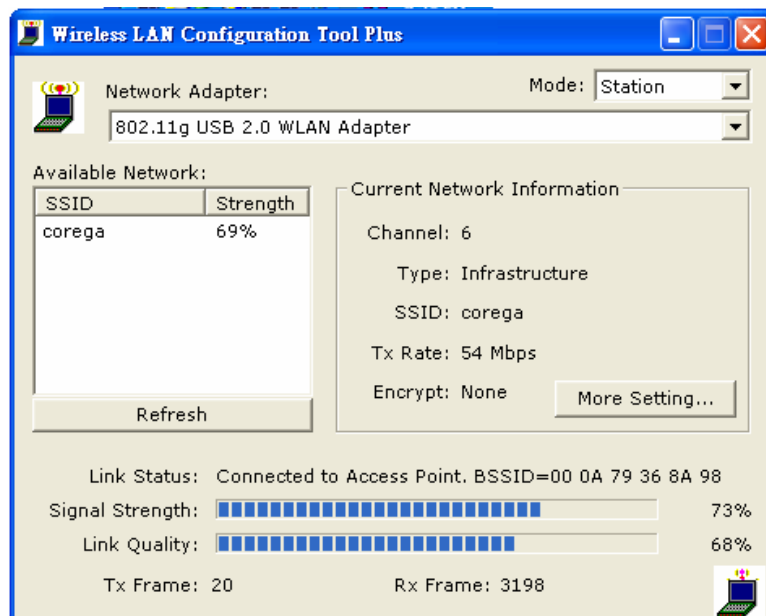 Wireless LAN Configuration Tool Plus
Network Adapter:
Mode: Station
802.11g USB 2.0 WLAN Adapter
Available Network:
SSID Strength
corega 69%
Refresh
Current Network Information
Channel: 6
Type: Infrastructure
SSID: corega
Tx Rate: 54 Mbps
Encrypt: None
More Setting...
Link Status: Connected to Access Point. BSSID=00 0A 79 36 8A 98
Signal Strength: 73%
Link Quality: 68%
Tx Frame: 20 Rx Frame: 3198